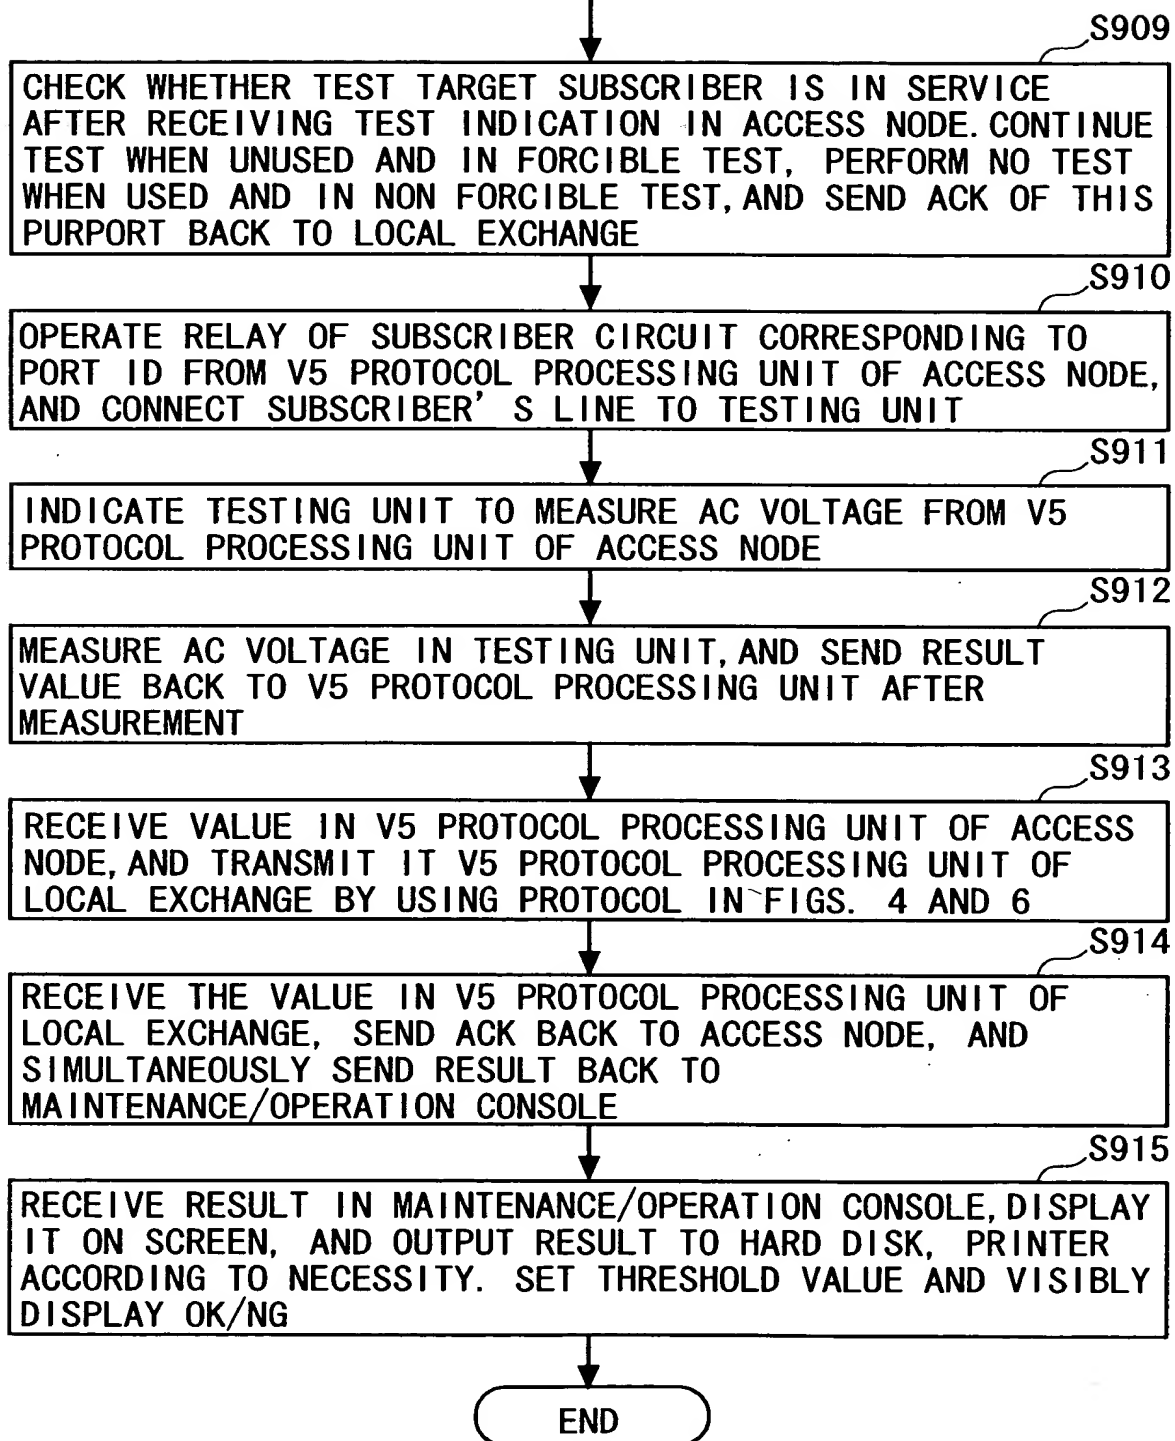 S909
CHECK WHETHER TEST TARGET SUBSCRIBER IS IN SERVICE
AFTER RECEIVING TEST INDICATION IN ACCESS NODE. CONTINUE
TEST WHEN UNUSED AND IN FORCIBLE TEST, PERFORM NO TEST
WHEN USED AND IN NON FORCIBLE TEST, AND SEND ACK OF THIS
PURPORT BACK TO LOCAL EXCHANGE
S910
OPERATE RELAY OF SUBSCRIBER CIRCUIT CORRESPONDING TO
PORT ID FROM V5 PROTOCOL PROCESSING UNIT OF ACCESS NODE,
AND CONNECT SUBSCRIBER'S LINE TO TESTING UNIT
S911
INDICATE TESTING UNIT TO MEASURE AC VOLTAGE FROM V5
PROTOCOL PROCESSING UNIT OF ACCESS NODE
S912
MEASURE AC VOLTAGE IN TESTING UNIT, AND SEND RESULT
VALUE BACK TO V5 PROTOCOL PROCESSING UNIT AFTER
MEASUREMENT
S913
RECEIVE VALUE IN V5 PROTOCOL PROCESSING UNIT OF ACCESS
NODE, AND TRANSMIT IT V5 PROTOCOL PROCESSING UNIT OF
LOCAL EXCHANGE BY USING PROTOCOL IN FIGS. 4 AND 6
S914
RECEIVE THE VALUE IN V5 PROTOCOL PROCESSING UNIT OF
LOCAL EXCHANGE, SEND ACK BACK TO ACCESS NODE, AND
SIMULTANEOUSLY SEND RESULT BACK TO
MAINTENANCE/OPERATION CONSOLE
S915
RECEIVE RESULT IN MAINTENANCE/OPERATION CONSOLE, DISPLAY
IT ON SCREEN, AND OUTPUT RESULT TO HARD DISK, PRINTER
ACCORDING TO NECESSITY. SET THRESHOLD VALUE AND VISIBLY
DISPLAY OK/NG
END